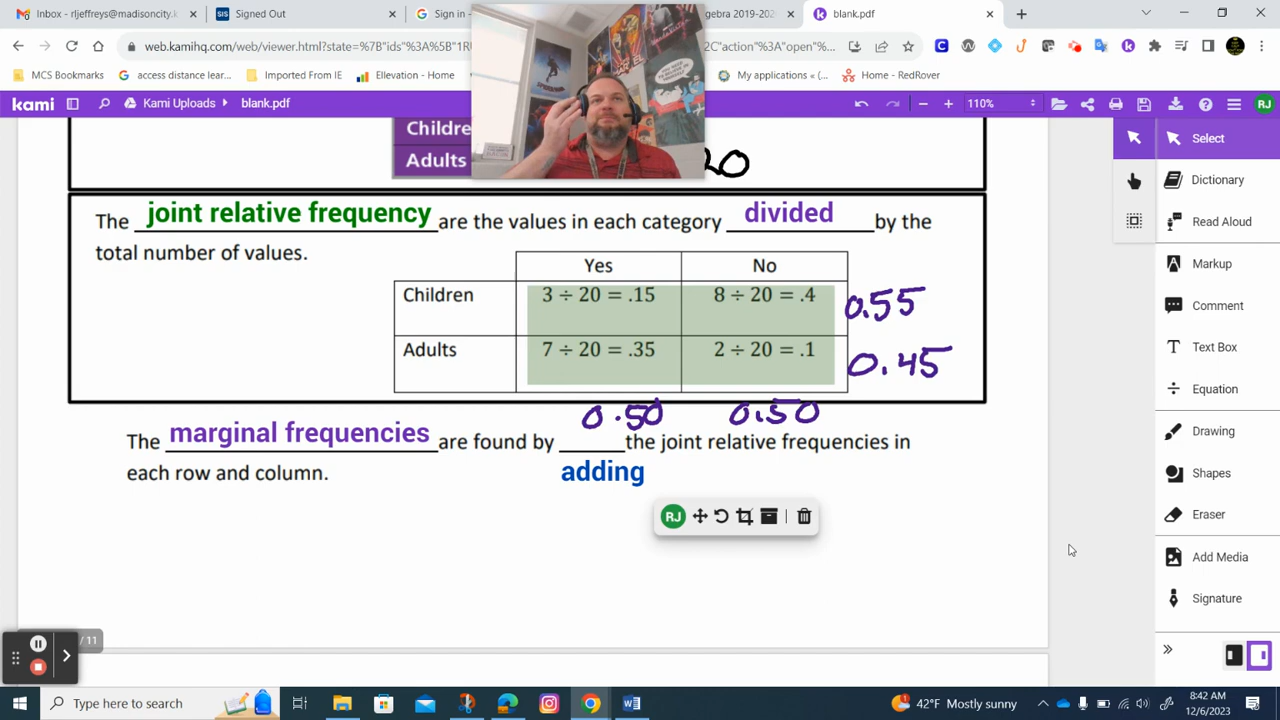 Inbox - rljeffreys@madisoncity.k
Signed Out
Sign in -
gebra 2019-202
blank.pdf
web.kamihq.com/web/viewer.html?state=%7B"ids"%3A%5B"1R
2C"action"%3A"open"%...
MCS Bookmarks
access distance lear...
Imported From IE
Ellevation - Home
My applications « (...
Home - RedRover
kami
Kami Uploads
blank.pdf
110%
RJ
Childre
Adults
20
The joint relative frequency are the values in each category divided by the
total number of values.
Yes No
Children 3 ÷ 20 = .15 8 ÷ 20 = .4 0.55
Adults 7 ÷ 20 = .35 2 ÷ 20 = .1 0.45
0.50 0.50
The marginal frequencies are found by ______ the joint relative frequencies in
adding
each row and column.
RJ
Select
Dictionary
Read Aloud
Markup
Comment
Text Box
Equation
Drawing
Shapes
Eraser
Add Media
Signature
/ 11
Type here to search
42°F Mostly sunny
8:42 AM
12/6/2023